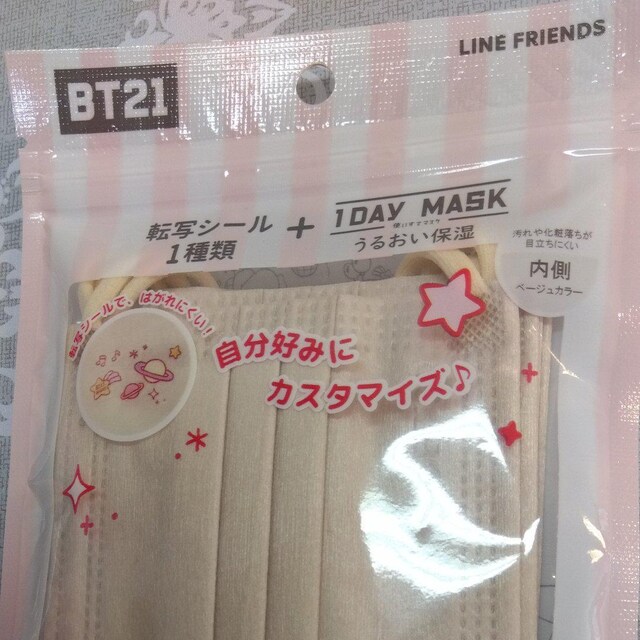 BT21
LINE FRIENDS
転写シール
1種類
+
1DAY MASK
うるおい保湿
汚れや化粧落ちが
目立ちにくい
内側
ベージュカラー
転写シールで、はがれにくい!
自分好みに
カスタマイズ♪